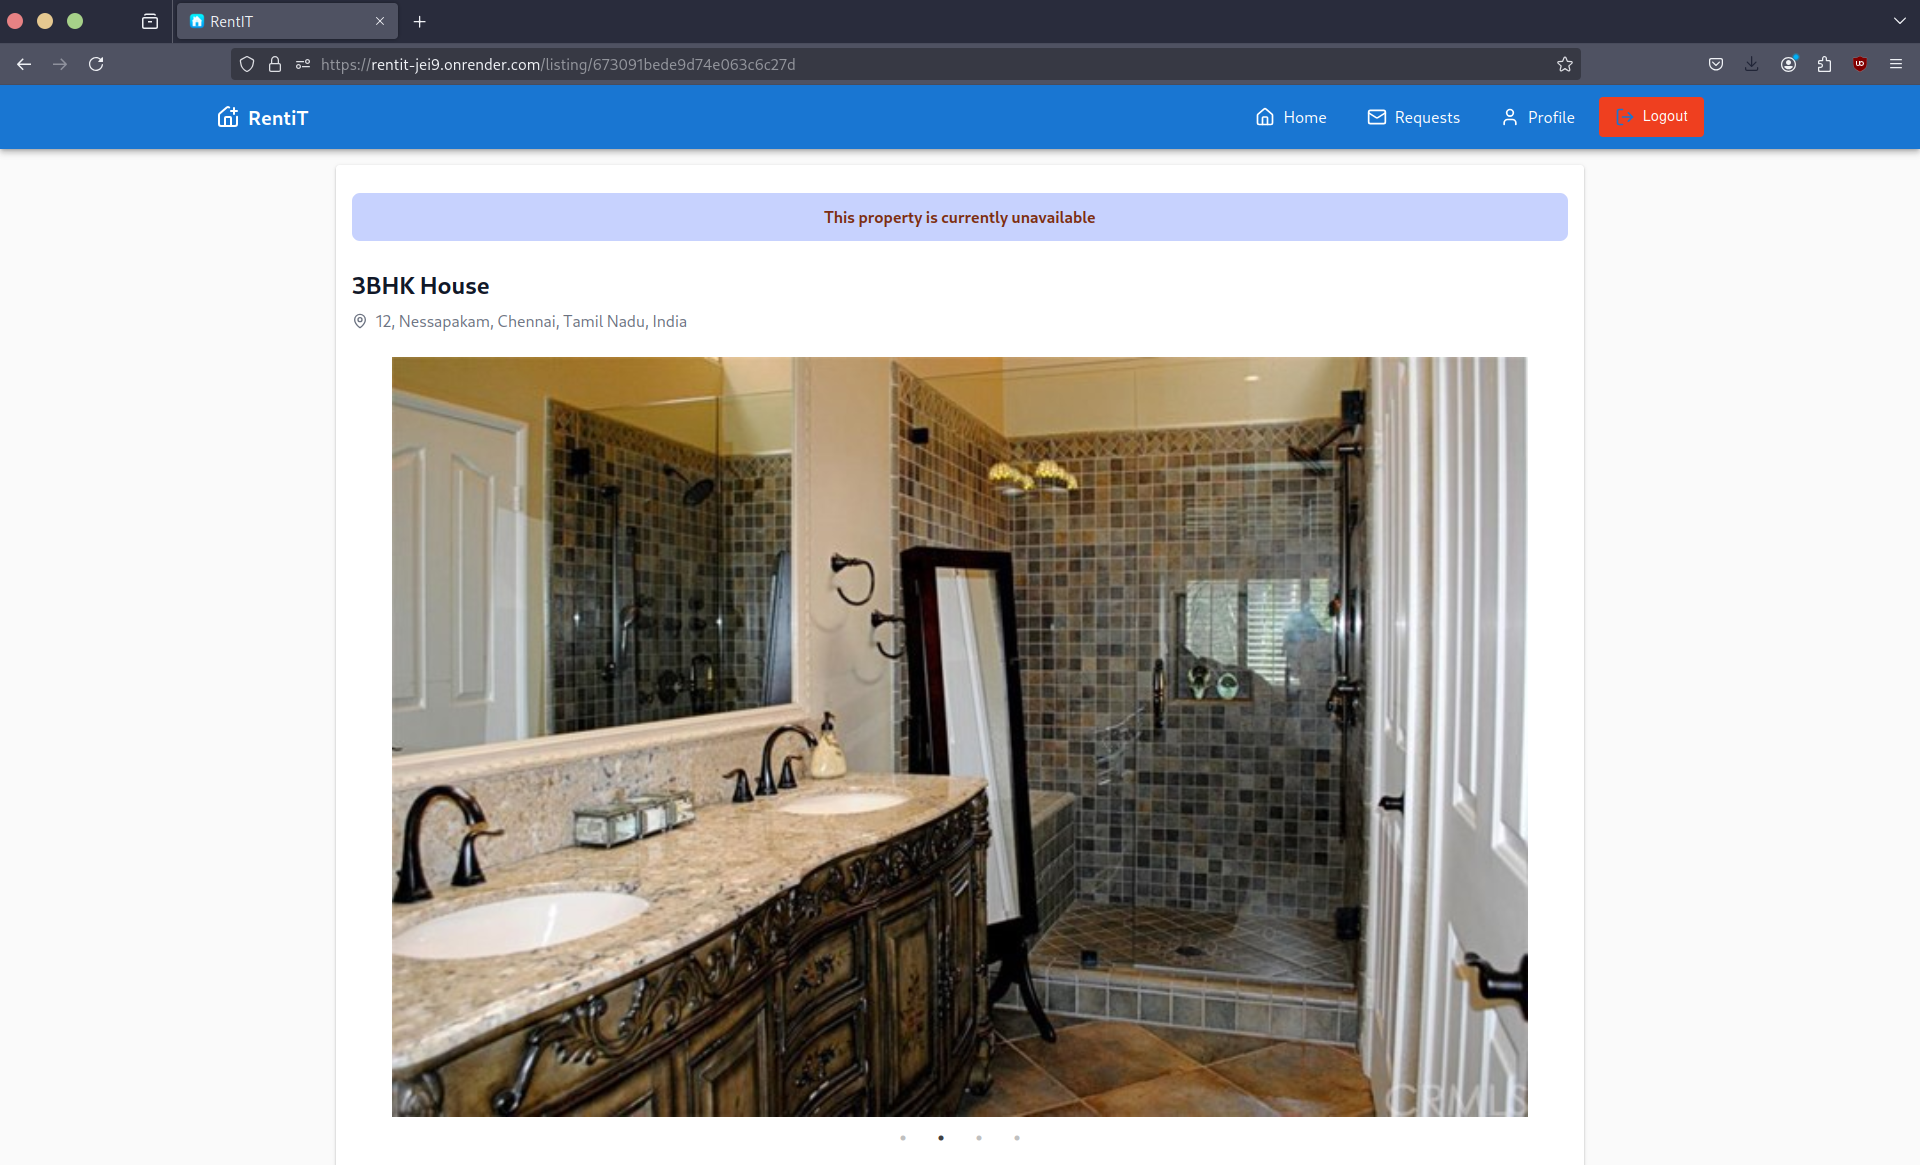 RentIT
https://rentit-jei9.onrender.com/listing/673091bede9d74e063c6c27d
RentiT
Home
Requests
Profile
Logout
This property is currently unavailable
3BHK House
12, Nessapakam, Chennai, Tamil Nadu, India
CRMLS